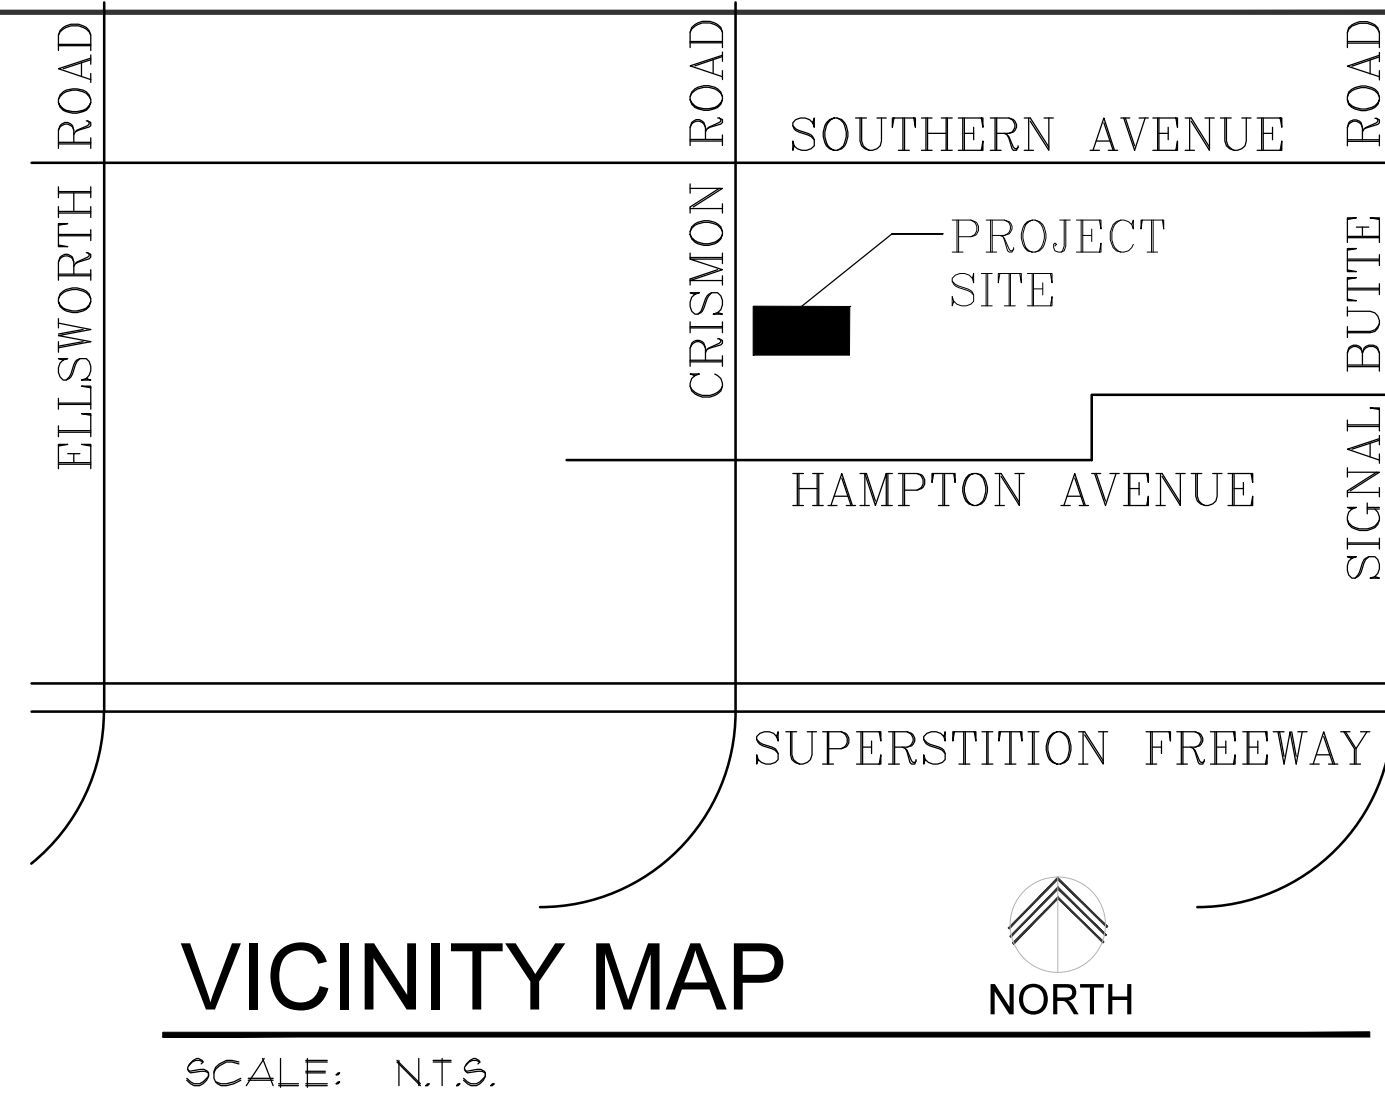 ELLSWORTH ROAD
CRISMON ROAD
SOUTHERN AVENUE
SIGNAL BUTTE ROAD
PROJECT
SITE
HAMPTON AVENUE
SUPERSTITION FREEWAY
VICINITY MAP
NORTH
SCALE: N.T.S.